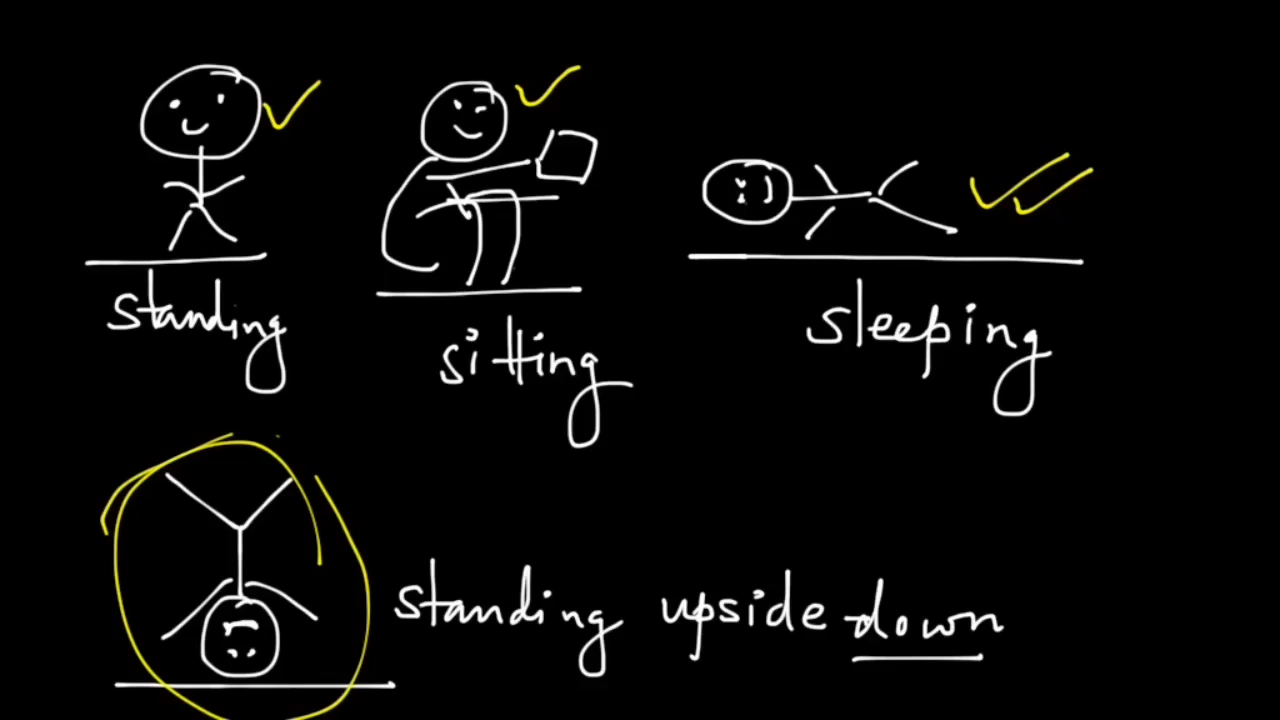 standing
sitting
sleeping
standing upside down